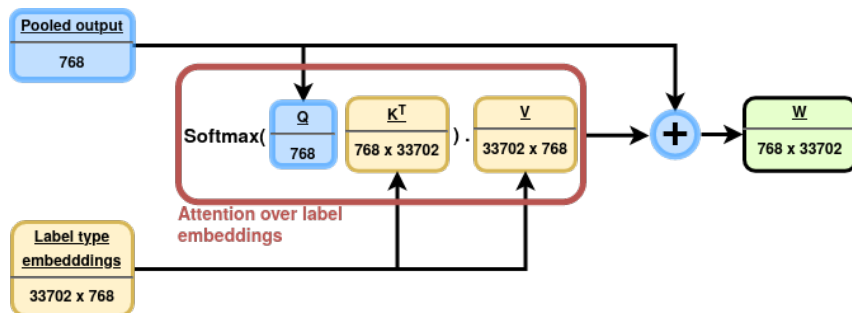 Pooled output
768
Softmax(
Q
768
K^T
768 x 33702
) .
V
33702 x 768
+
W
768 x 33702
Attention over label
embeddings
Label type
embedddings
33702 x 768